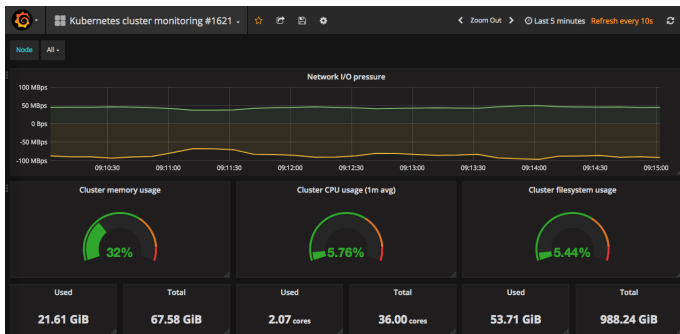 Kubernetes cluster monitoring #1621
Zoom Out
Last 5 minutes
Refresh every 10s
Node
All
Network I/O pressure
100 MBps
50 MBps
0 Bps
-50 MBps
-100 MBps
09:10:30
09:11:00
09:11:30
09:12:00
09:12:30
09:13:00
09:13:30
09:14:00
09:14:30
09:15:00
Cluster memory usage
32%
Cluster CPU usage (1m avg)
5.76%
Cluster filesystem usage
5.44%
Used
21.61 GiB
Total
67.58 GiB
Used
2.07 cores
Total
36.00 cores
Used
53.71 GiB
Total
988.24 GiB